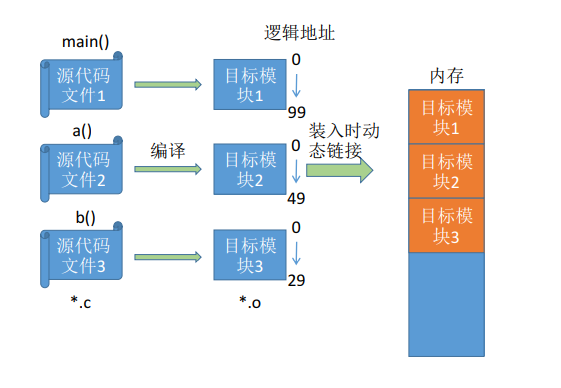 逻辑地址
main()
源代码
文件1
目标模
块1
0
99
内存
目标模
块1
a()
源代码
文件2
编译
目标模
块2
0
49
装入时动
态链接
目标模
块2
b()
源代码
文件3
目标模
块3
0
29
目标模
块3
*.c
*.o